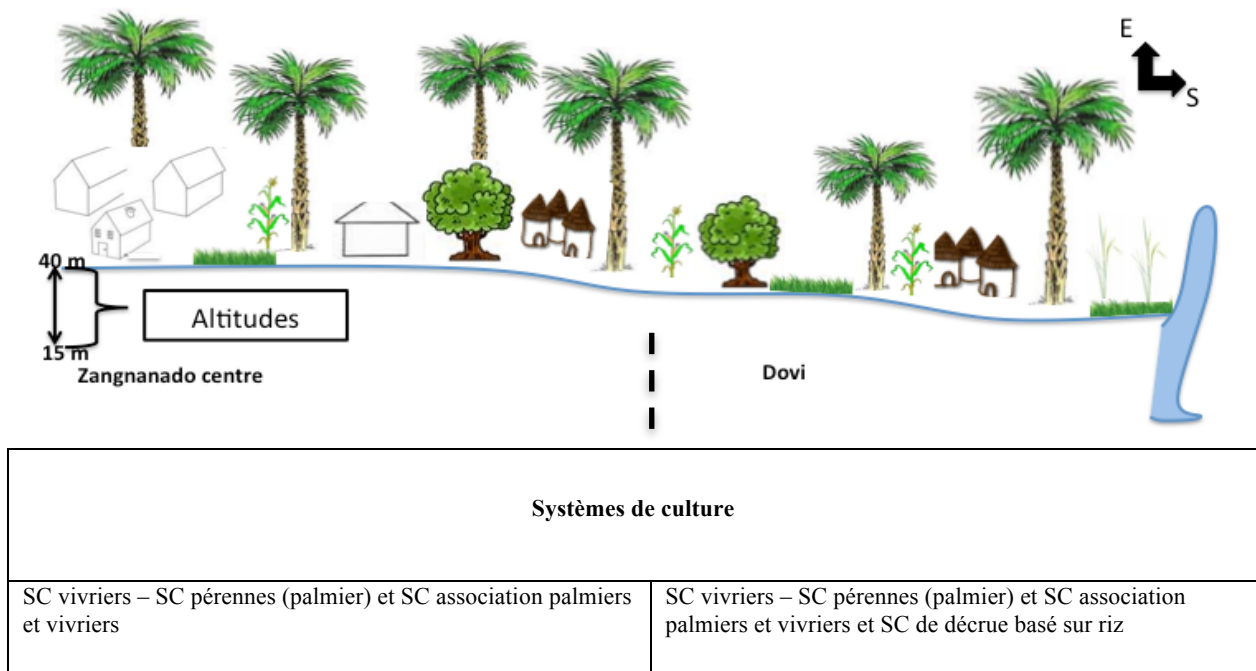 E
S
40 m
Altitudes
15 m
Zangnanado centre
Dovi
Systèmes de culture
SC vivriers – SC pérennes (palmier) et SC association palmiers
et vivriers
SC vivriers – SC pérennes (palmier) et SC association
palmiers et vivriers et SC de décrue basé sur riz